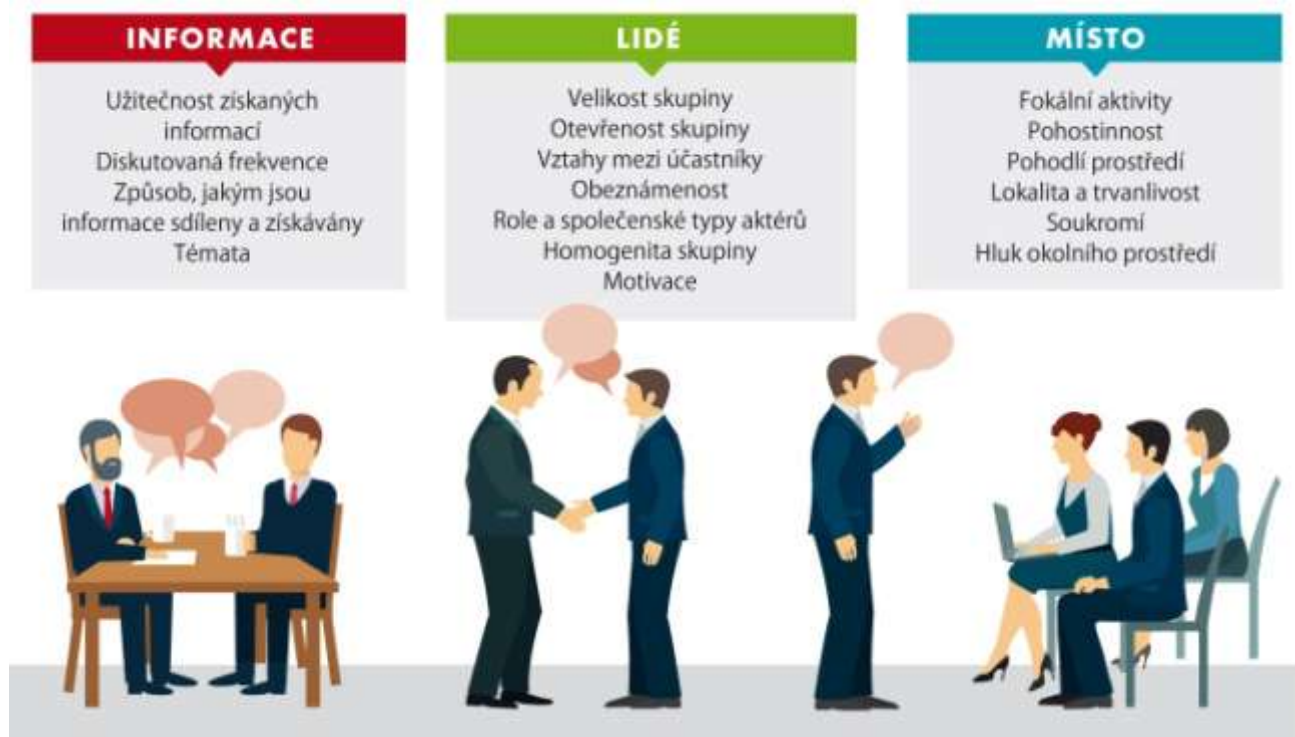 INFORMACE
Užitečnost získaných
informací
Diskutovaná frekvence
Způsob, jakým jsou
informace sdíleny a získávány
Témata
LIDÉ
Velikost skupiny
Otevřenost skupiny
Vztahy mezi účastníky
Obeznámenost
Role a společenské typy aktérů
Homogenita skupiny
Motivace
MÍSTO
Fokální aktivity
Pohostinnost
Pohodlí prostředí
Lokalita a trvanlivost
Soukromí
Hluk okolního prostředí